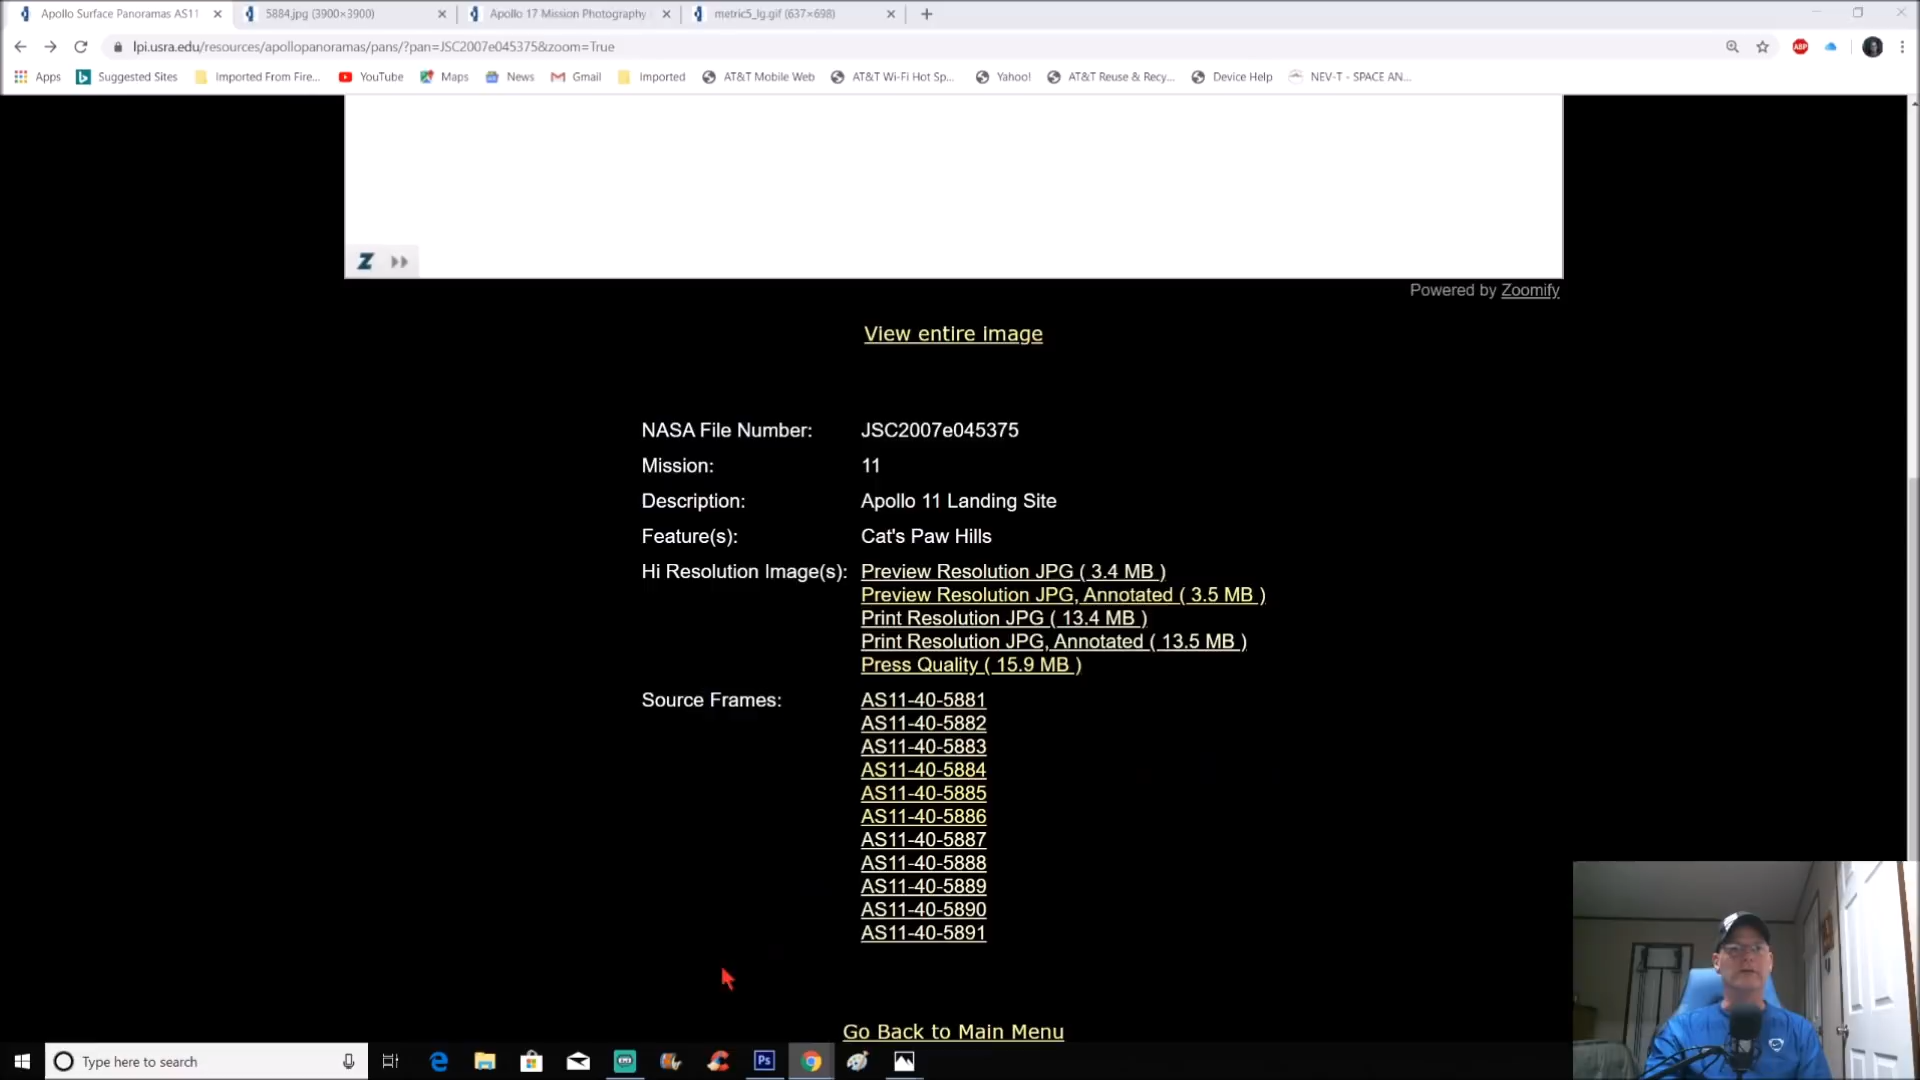 Apollo Surface Panoramas AS11
5884.jpg (3900×3900)
Apollo 17 Mission Photography
metric5_lg.gif (637×698)
lpi.usra.edu/resources/apollopanoramas/pans/?pan=JSC2007e045375&zoom=True
ABP
Apps
Suggested Sites
Imported From Fire...
YouTube
Maps
News
Gmail
Imported
AT&T Mobile Web
AT&T Wi-Fi Hot Sp...
Yahoo!
AT&T Reuse & Recy...
Device Help
NEV-T - SPACE AN...
Z
Powered by Zoomify
View entire image
NASA File Number: JSC2007e045375
Mission: 11
Description: Apollo 11 Landing Site
Feature(s): Cat's Paw Hills
Hi Resolution Image(s): Preview Resolution JPG ( 3.4 MB )
Preview Resolution JPG, Annotated ( 3.5 MB )
Print Resolution JPG ( 13.4 MB )
Print Resolution JPG, Annotated ( 13.5 MB )
Press Quality ( 15.9 MB )
Source Frames: AS11-40-5881
AS11-40-5882
AS11-40-5883
AS11-40-5884
AS11-40-5885
AS11-40-5886
AS11-40-5887
AS11-40-5888
AS11-40-5889
AS11-40-5890
AS11-40-5891
Go Back to Main Menu
Type here to search
Ps